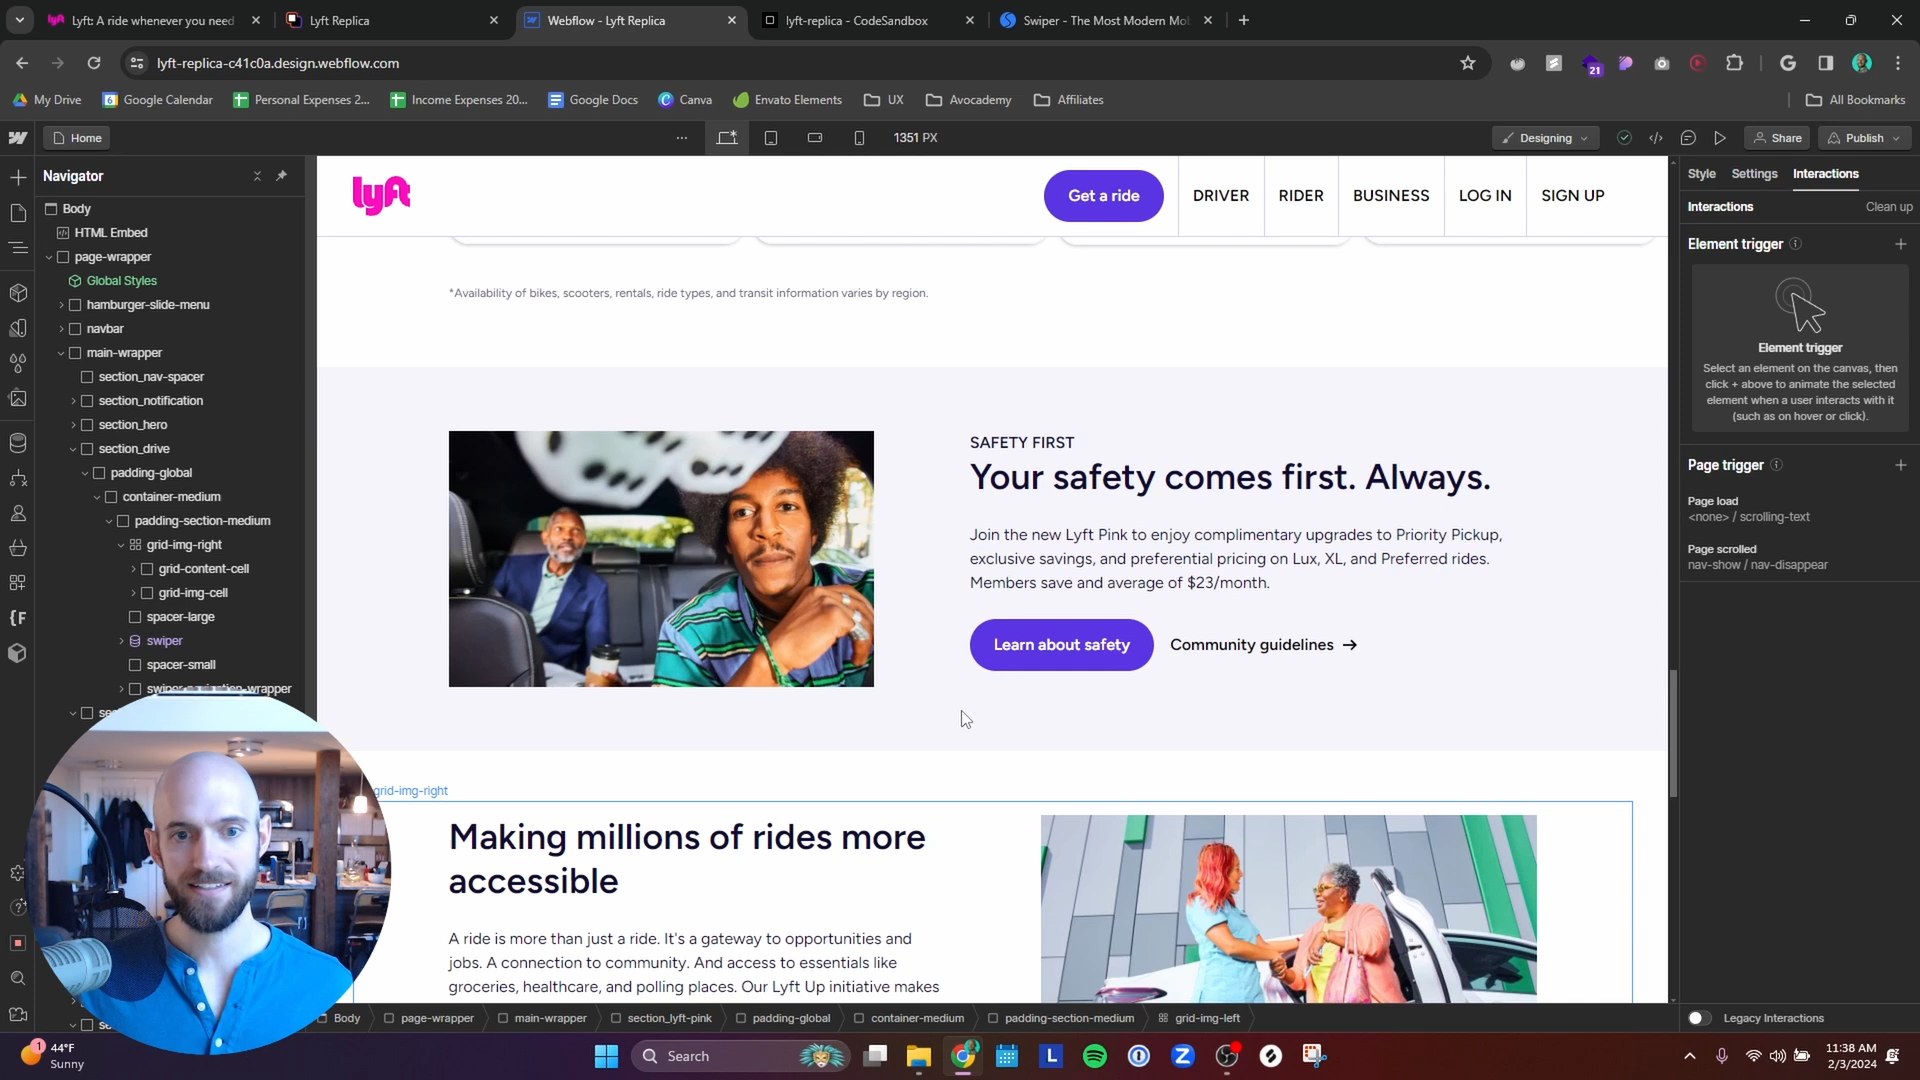 Lyft: A ride whenever you need
Lyft Replica
Webflow - Lyft Replica
lyft-replica - CodeSandbox
Swiper - The Most Modern Mo
lyft-replica-c41c0a.design.webflow.com
21
My Drive
Google Calendar
Personal Expenses 2...
Income Expenses 20...
Google Docs
Canva
Envato Elements
UX
Avocademy
Affiliates
All Bookmarks
Home
1351 PX
Designing
Share
Publish
Navigator
Body
HTML Embed
page-wrapper
Global Styles
hamburger-slide-menu
navbar
main-wrapper
section_nav-spacer
section_notification
section_hero
section_drive
padding-global
container-medium
padding-section-medium
grid-img-right
grid-content-cell
grid-img-cell
spacer-large
swiper
spacer-small
swiper-navigation-wrapper
lyft
Get a ride
DRIVER
RIDER
BUSINESS
LOG IN
SIGN UP
*Availability of bikes, scooters, rentals, ride types, and transit information varies by region.
SAFETY FIRST
Your safety comes first. Always.
Join the new Lyft Pink to enjoy complimentary upgrades to Priority Pickup,
exclusive savings, and preferential pricing on Lux, XL, and Preferred rides.
Members save and average of $23/month.
Learn about safety
Community guidelines →
grid-img-right
Making millions of rides more
accessible
A ride is more than just a ride. It's a gateway to opportunities and
jobs. A connection to community. And access to essentials like
groceries, healthcare, and polling places. Our Lyft Up initiative makes
Body
page-wrapper
main-wrapper
section_lyft-pink
padding-global
container-medium
padding-section-medium
grid-img-left
Style
Settings
Interactions
Interactions
Clean up
Element trigger
Element trigger
Select an element on the canvas, then
click + above to animate the selected
element when a user interacts with it
(such as on hover or click).
Page trigger
Page load
<none> / scrolling-text
Page scrolled
nav-show / nav-disappear
Legacy Interactions
1
44°F
Sunny
Search
L
11:38 AM
2/3/2024